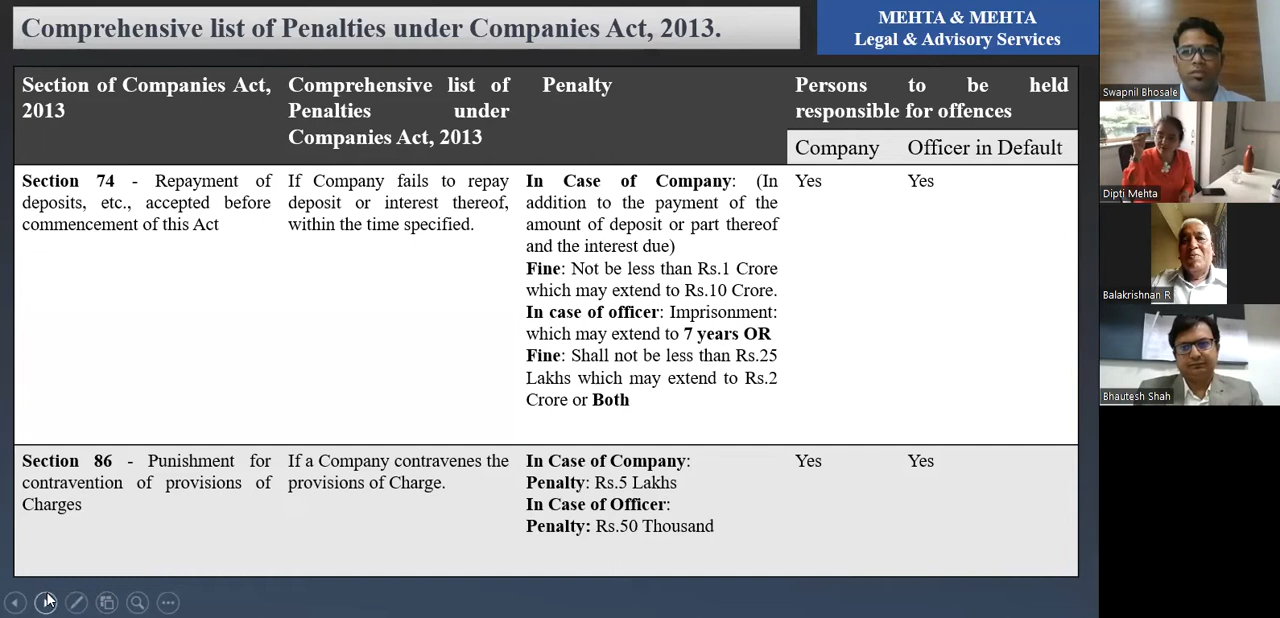 Comprehensive list of Penalties under Companies Act, 2013.
MEHTA & MEHTA
Legal & Advisory Services
Section of Companies Act,
2013
Comprehensive list of
Penalties under
Companies Act, 2013
Penalty
Persons to be held
responsible for offences
Company
Officer in Default
Section 74 - Repayment of
deposits, etc., accepted before
commencement of this Act
If Company fails to repay
deposit or interest thereof,
within the time specified.
In Case of Company: (In
addition to the payment of the
amount of deposit or part thereof
and the interest due)
Fine: Not be less than Rs.1 Crore
which may extend to Rs.10 Crore.
In case of officer: Imprisonment:
which may extend to 7 years OR
Fine: Shall not be less than Rs.25
Lakhs which may extend to Rs.2
Crore or Both
Yes
Yes
Section 86 - Punishment for
contravention of provisions of
Charges
If a Company contravenes the
provisions of Charge.
In Case of Company:
Penalty: Rs.5 Lakhs
In Case of Officer:
Penalty: Rs.50 Thousand
Yes
Yes
Swapnil Bhosale
Dipti Mehta
Balakrishnan R
Bhautesh Shah